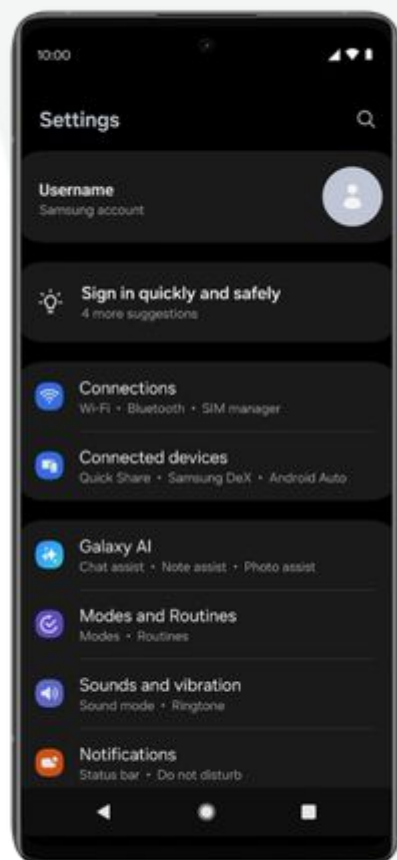 10:00
Settings
Username
Samsung account
Sign in quickly and safely
4 more suggestions
Connections
Wi-Fi • Bluetooth • SIM manager
Connected devices
Quick Share • Samsung DeX • Android Auto
Galaxy AI
Chat assist • Note assist • Photo assist
Modes and Routines
Modes • Routines
Sounds and vibration
Sound mode • Ringtone
Notifications
Status bar • Do not disturb